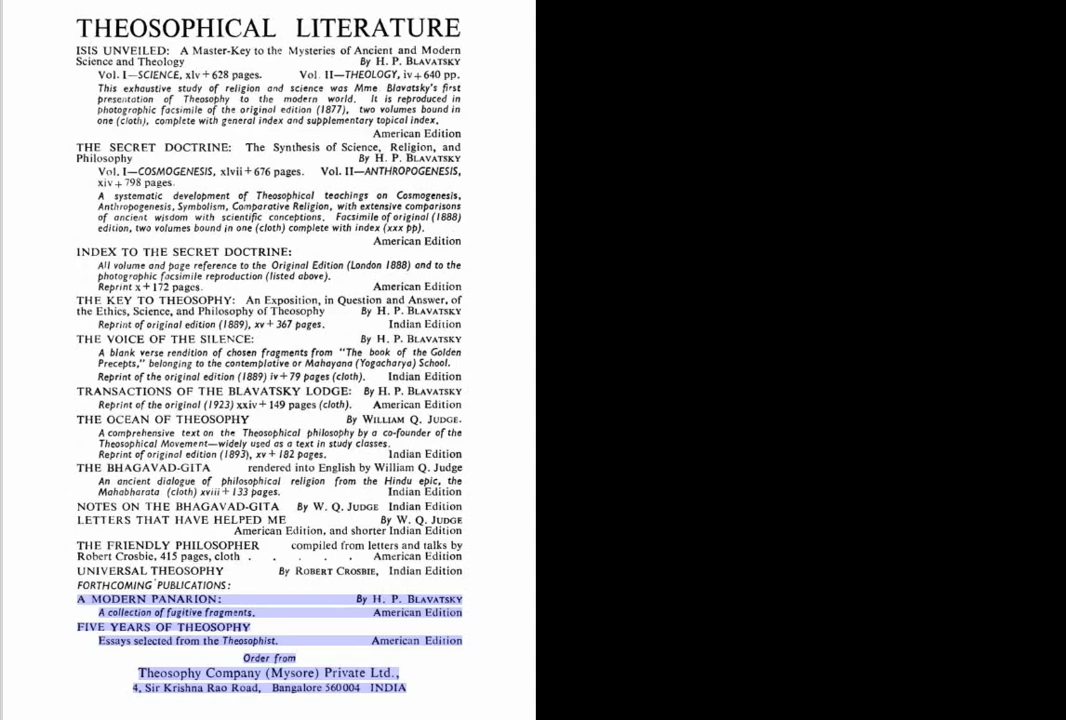 THEOSOPHICAL LITERATURE
ISIS UNVEILED: A Master-Key to the Mysteries of Ancient and Modern
Science and Theology By H. P. BLAVATSKY
Vol. I—SCIENCE, xlv + 628 pages. Vol. II—THEOLOGY, iv + 640 pp.
This exhaustive study of religion and science was Mme. Blavatsky's first
presentation of Theosophy to the modern world. It is reproduced in
photographic facsimile of the original edition (1877), two volumes bound in
one (cloth), complete with general index and supplementary topical index.
American Edition
THE SECRET DOCTRINE: The Synthesis of Science, Religion, and
Philosophy By H. P. BLAVATSKY
Vol. I—COSMOGENESIS, xlvii + 676 pages. Vol. II—ANTHROPOGENESIS,
xiv + 798 pages.
A systematic development of Theosophical teachings on Cosmogenesis,
Anthropogenesis, Symbolism, Comparative Religion, with extensive comparisons
of ancient wisdom with scientific conceptions. Facsimile of original (1888)
edition, two volumes bound in one (cloth) complete with index (xxx pp).
American Edition
INDEX TO THE SECRET DOCTRINE:
All volume and page reference to the Original Edition (London 1888) and to the
photographic facsimile reproduction (listed above).
Reprint x + 172 pages. American Edition
THE KEY TO THEOSOPHY: An Exposition, in Question and Answer, of
the Ethics, Science, and Philosophy of Theosophy By H. P. BLAVATSKY
Reprint of original edition (1889), xv + 367 pages. Indian Edition
THE VOICE OF THE SILENCE: By H. P. BLAVATSKY
A blank verse rendition of chosen fragments from "The book of the Golden
Precepts," belonging to the contemplative or Mahayana (Yogacharya) School.
Reprint of the original edition (1889) iv + 79 pages (cloth). Indian Edition
TRANSACTIONS OF THE BLAVATSKY LODGE: By H. P. BLAVATSKY
Reprint of the original (1923) xxiv + 149 pages (cloth). American Edition
THE OCEAN OF THEOSOPHY By WILLIAM Q. JUDGE.
A comprehensive text on the Theosophical philosophy by a co-founder of the
Theosophical Movement—widely used as a text in study classes.
Reprint of original edition (1893), xv + 182 pages. Indian Edition
THE BHAGAVAD-GITA rendered into English by William Q. Judge
An ancient dialogue of philosophical religion from the Hindu epic, the
Mahabharata (cloth) xviii + 133 pages. Indian Edition
NOTES ON THE BHAGAVAD-GITA By W. Q. JUDGE Indian Edition
LETTERS THAT HAVE HELPED ME By W. Q. JUDGE
American Edition, and shorter Indian Edition
THE FRIENDLY PHILOSOPHER compiled from letters and talks by
Robert Crosbie, 415 pages, cloth . . . . . American Edition
UNIVERSAL THEOSOPHY By ROBERT CROSBIE, Indian Edition
FORTHCOMING PUBLICATIONS:
A MODERN PANARION: By H. P. BLAVATSKY
A collection of fugitive fragments. American Edition
FIVE YEARS OF THEOSOPHY
Essays selected from the Theosophist. American Edition
Order from
Theosophy Company (Mysore) Private Ltd.,
4, Sir Krishna Rao Road, Bangalore 560004 INDIA